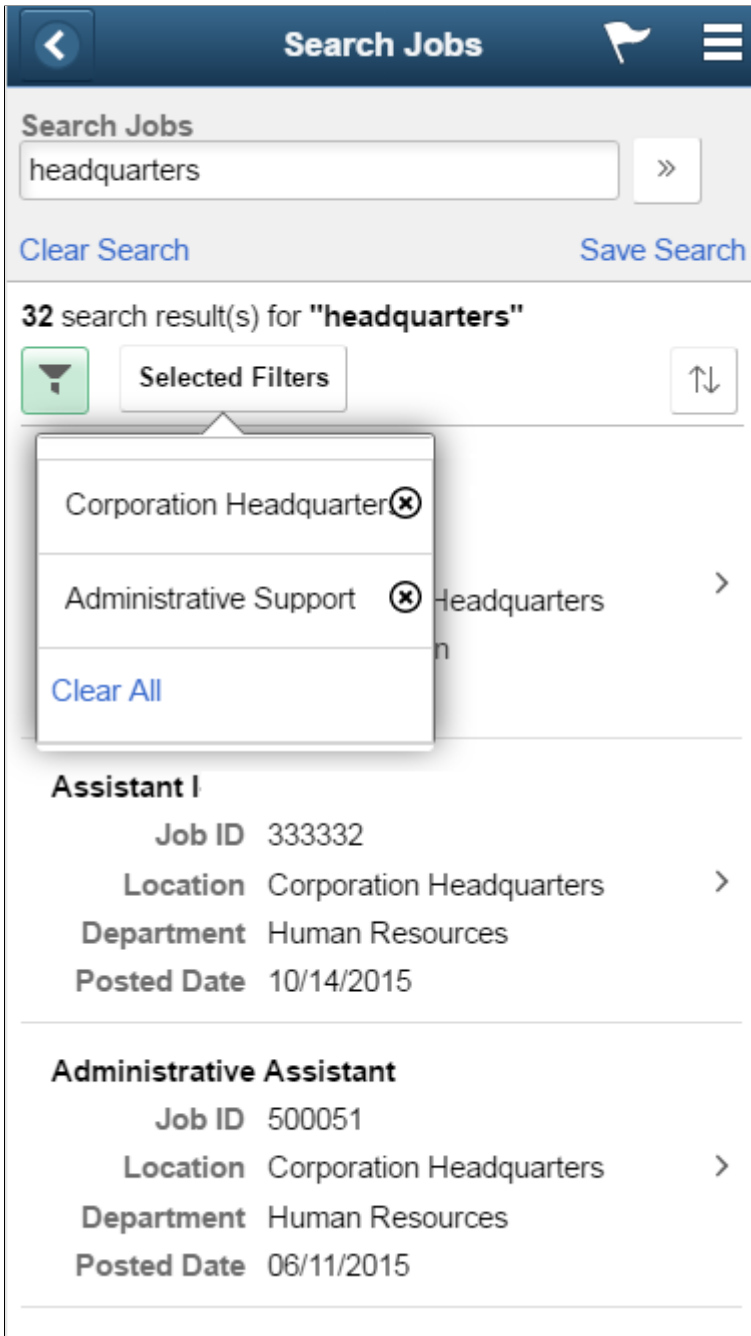 Search Jobs
Search Jobs
headquarters
Clear Search Save Search
32 search result(s) for "headquarters"
Selected Filters
Corporation Headquarters
Administrative Support
Headquarters
n
Clear All
Assistant I
Job ID 333332
Location Corporation Headquarters
Department Human Resources
Posted Date 10/14/2015
Administrative Assistant
Job ID 500051
Location Corporation Headquarters
Department Human Resources
Posted Date 06/11/2015